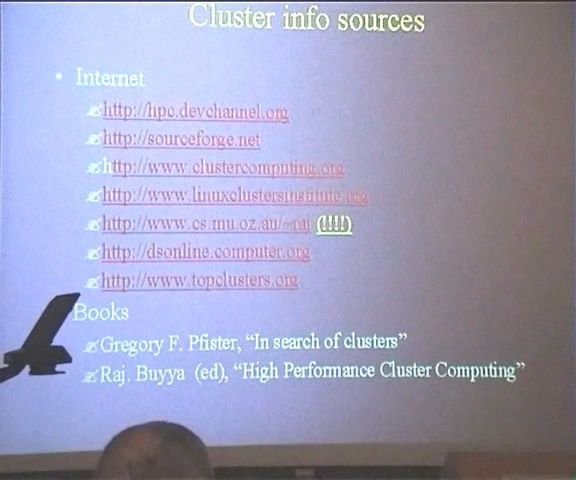 Cluster info sources
• Internet
http://hpc.devchannel.org
http://sourceforge.net
http://www.clustercomputing.org
http://www.linuxclustersinstitute.org
http://www.cs.mu.oz.au/~raj (!!!!)
http://dsonline.computer.org
http://www.topclusters.org
Books
Gregory F. Pfister, “In search of clusters”
Raj. Buyya (ed), “High Performance Cluster Computing”